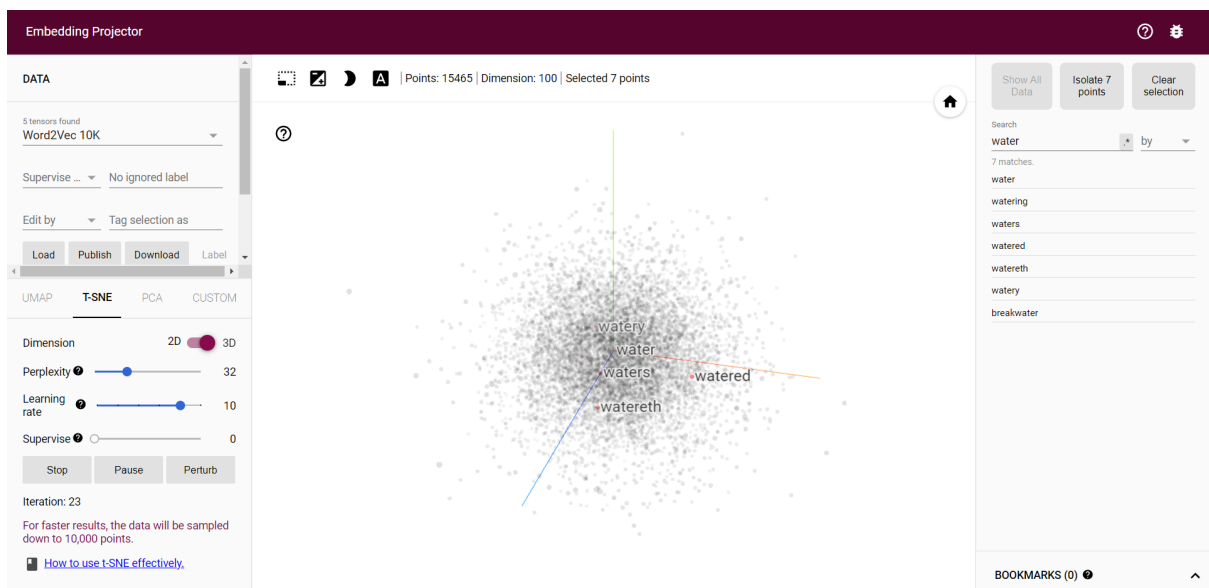 Embedding Projector
DATA
5 tensors found
Word2Vec 10K
Supervise ... No ignored label
Edit by Tag selection as
Load Publish Download Label
UMAP T-SNE PCA CUSTOM
Dimension 2D 3D
Perplexity 32
Learning rate 10
Supervise 0
Stop Pause Perturb
Iteration: 23
For faster results, the data will be sampled
down to 10,000 points.
How to use t-SNE effectively.
A | Points: 15465 | Dimension: 100 | Selected 7 points
watery
water
waters
watered
watereth
Show All Data
Isolate 7 points
Clear selection
Search
water .* by
7 matches.
water
watering
waters
watered
watereth
watery
breakwater
BOOKMARKS (0)